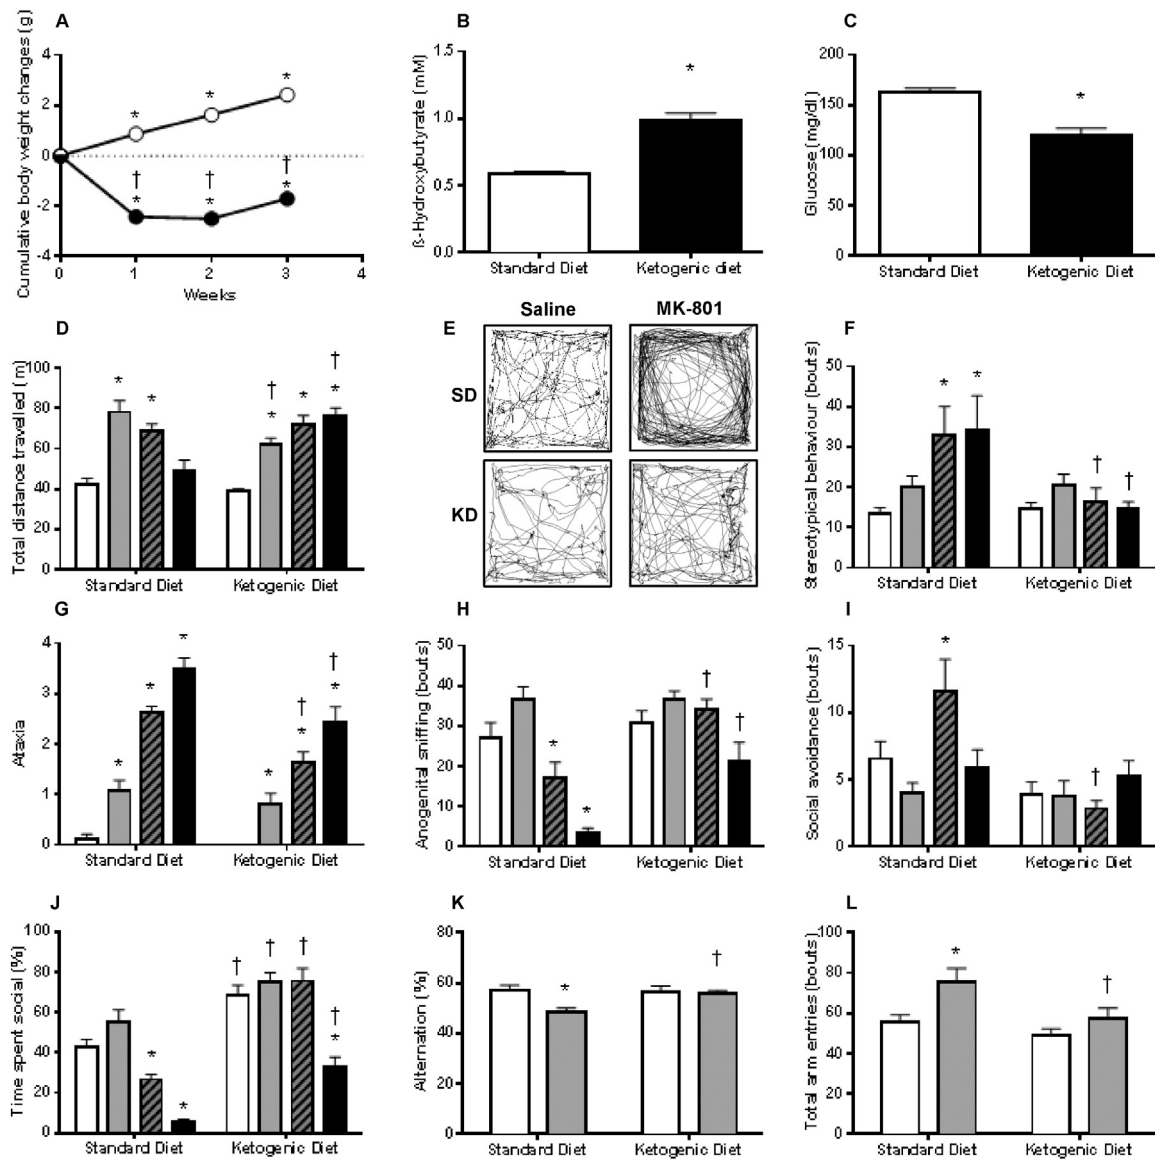 A
Cumulative body weight changes (g)
4
2
0
-2
-4
* * *
† † †
* * *
0 1 2 3 4
Weeks
B
ß-Hydroxybutyrate (mM)
1.5
1.0
0.5
0.0
*
Standard Diet Ketogenic diet
C
Glucose (mg/dl)
200
150
100
50
0
*
Standard Diet Ketogenic Diet
D
Total distance travelled (m)
100
80
60
40
20
0
* * † * * † *
Standard Diet Ketogenic Diet
E
Saline MK-801
SD
KD
F
Stereotypical behaviour (bouts)
50
40
30
20
10
0
* * † †
Standard Diet Ketogenic Diet
G
Ataxia
4
3
2
1
0
* * * * † * † *
Standard Diet Ketogenic Diet
H
Anogenital sniffing (bouts)
50
40
30
20
10
0
* * † †
Standard Diet Ketogenic Diet
I
Social avoidance (bouts)
15
10
5
0
* †
Standard Diet Ketogenic Diet
J
Time spent social (%)
100
80
60
40
20
0
* * † † † † *
Standard Diet Ketogenic Diet
K
Alternation (%)
80
60
40
20
0
* †
Standard Diet Ketogenic Diet
L
Total arm entries (bouts)
100
80
60
40
20
0
* †
Standard Diet Ketogenic Diet